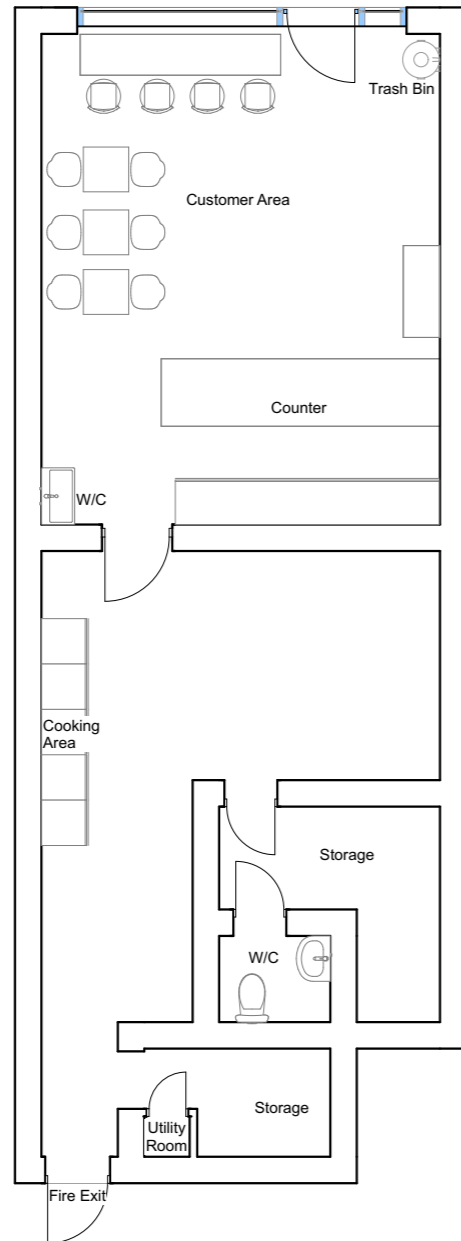 Trash Bin
Customer Area
Counter
W/C
Cooking
Area
Storage
W/C
Storage
Utility
Room
Fire Exit